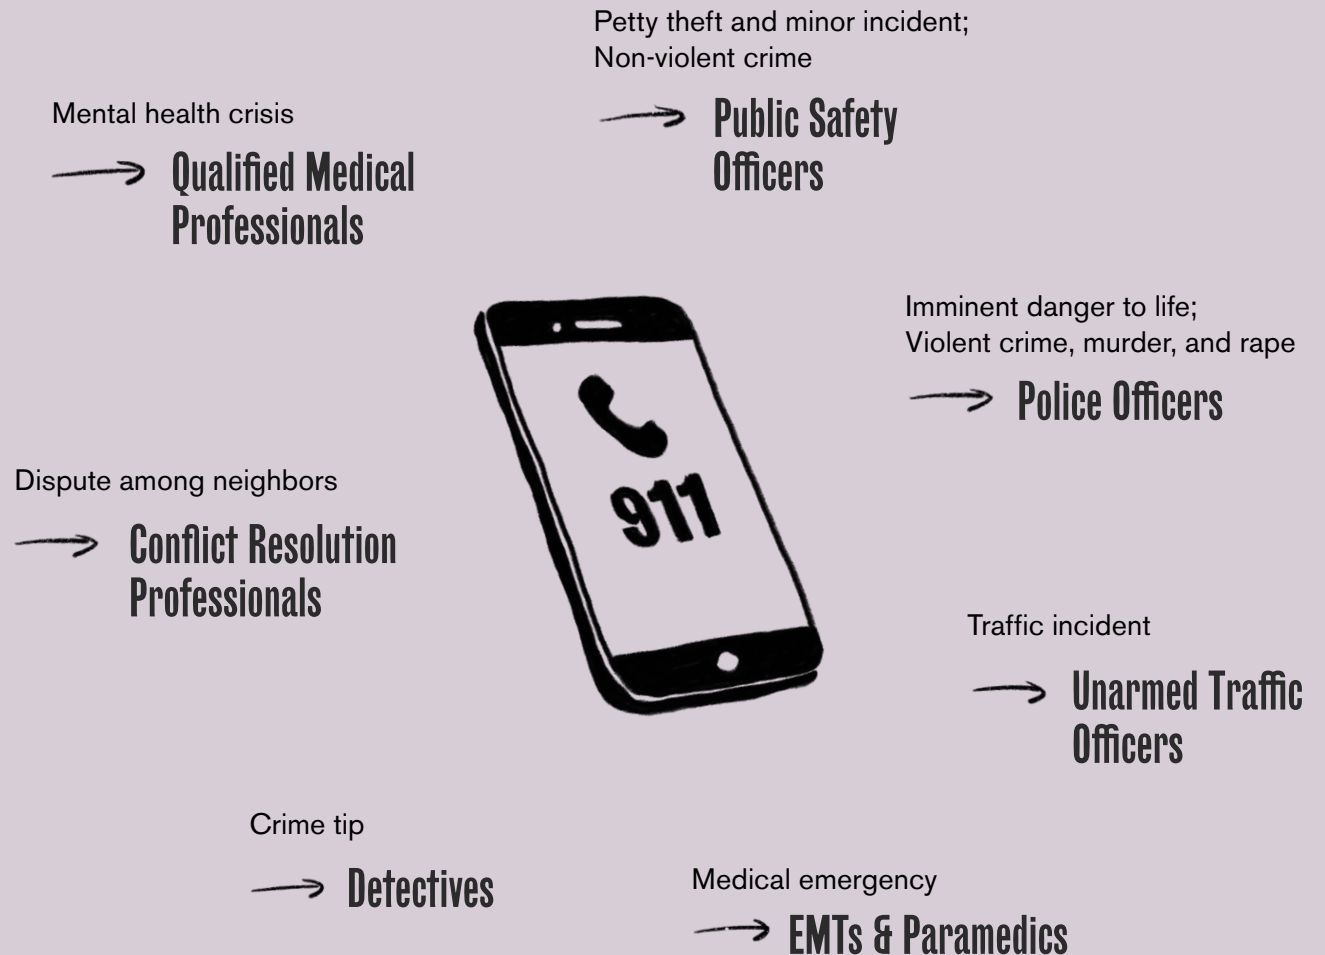 Petty theft and minor incident;
Non-violent crime
Public Safety
Officers
Mental health crisis
Qualified Medical
Professionals
Imminent danger to life;
Violent crime, murder, and rape
Police Officers
911
Dispute among neighbors
Conflict Resolution
Professionals
Traffic incident
Unarmed Traffic
Officers
Crime tip
Detectives
Medical emergency
EMTs & Paramedics